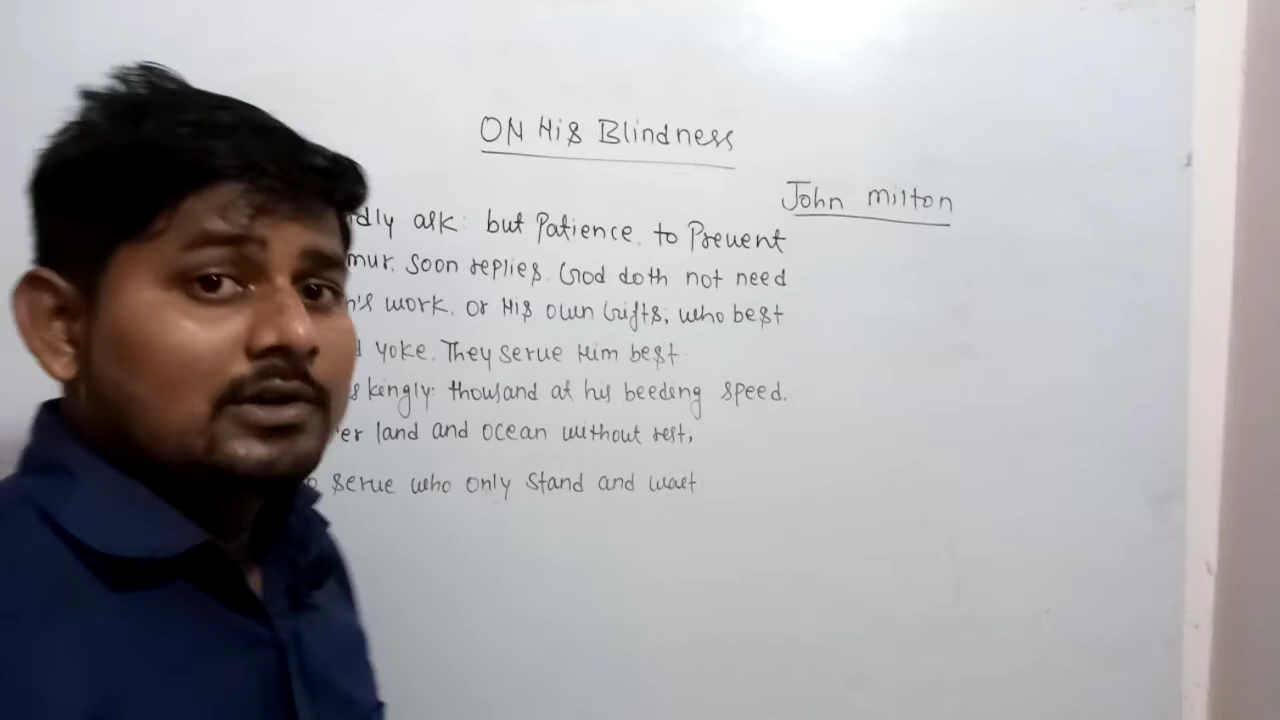 ON His Blindness
John milton
dly ask: but Patience. to Prevent
mur. soon replies. God doth not need
n's work. or His own Gifts, who best
yoke. They serve Him best
kingly: thousand at his beeding speed.
er land and ocean without rest,
serve who only stand and wact